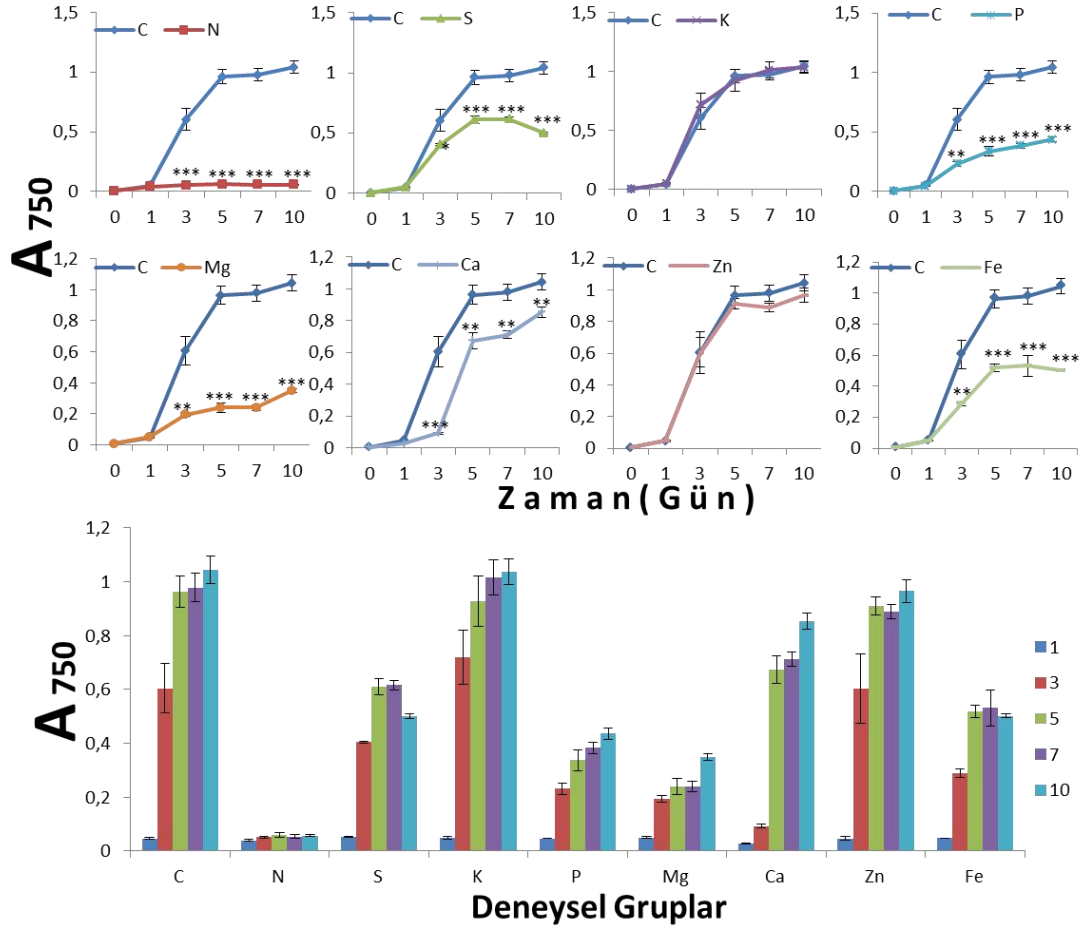 C N
C S
C K
C P
1,5
1
0,5
0
*** *** *** ***
0 1 3 5 7 10
1,5
1
0,5
0
* *** *** ***
0 1 3 5 7 10
1,5
1
0,5
0
0 1 3 5 7 10
1,5
1
0,5
0
** *** *** ***
0 1 3 5 7 10
A 750
C Mg
C Ca
C Zn
C Fe
1,2
1
0,8
0,6
0,4
0,2
0
** *** *** ***
0 1 3 5 7 10
1,2
1
0,8
0,6
0,4
0,2
0
*** ** ** **
0 1 3 5 7 10
1,2
1
0,8
0,6
0,4
0,2
0
0 1 3 5 7 10
1,2
1
0,8
0,6
0,4
0,2
0
** *** *** ***
0 1 3 5 7 10
Zaman(Gün)
1,2
1
0,8
0,6
0,4
0,2
0
A 750
C N S K P Mg Ca Zn Fe
Deneysel Gruplar
1
3
5
7
10